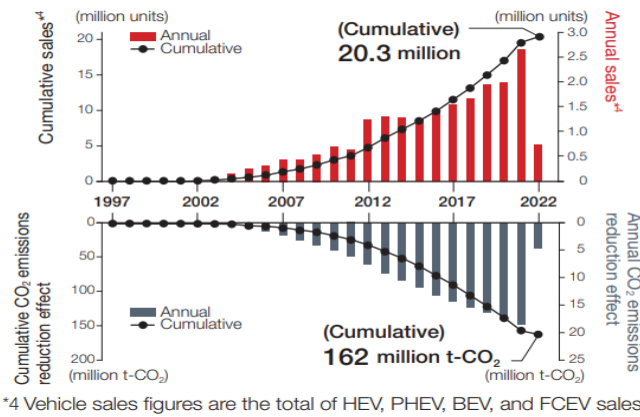 (million units)
Cumulative sales*4
20
15
10
5
0
Annual
Cumulative
(Cumulative)
20.3 million
(million units)
3.0
2.5
2.0
1.5
1.0
0.5
0
Annual sales*4
1997 2002 2007 2012 2017 2022
Cumulative CO2 emissions
reduction effect
0
50
100
150
200
(million t-CO2)
Annual
Cumulative
(Cumulative)
162 million t-CO2
0
5
10
15
20
25
(million t-CO2)
Annual CO2 emissions
reduction effect
*4 Vehicle sales figures are the total of HEV, PHEV, BEV, and FCEV sales